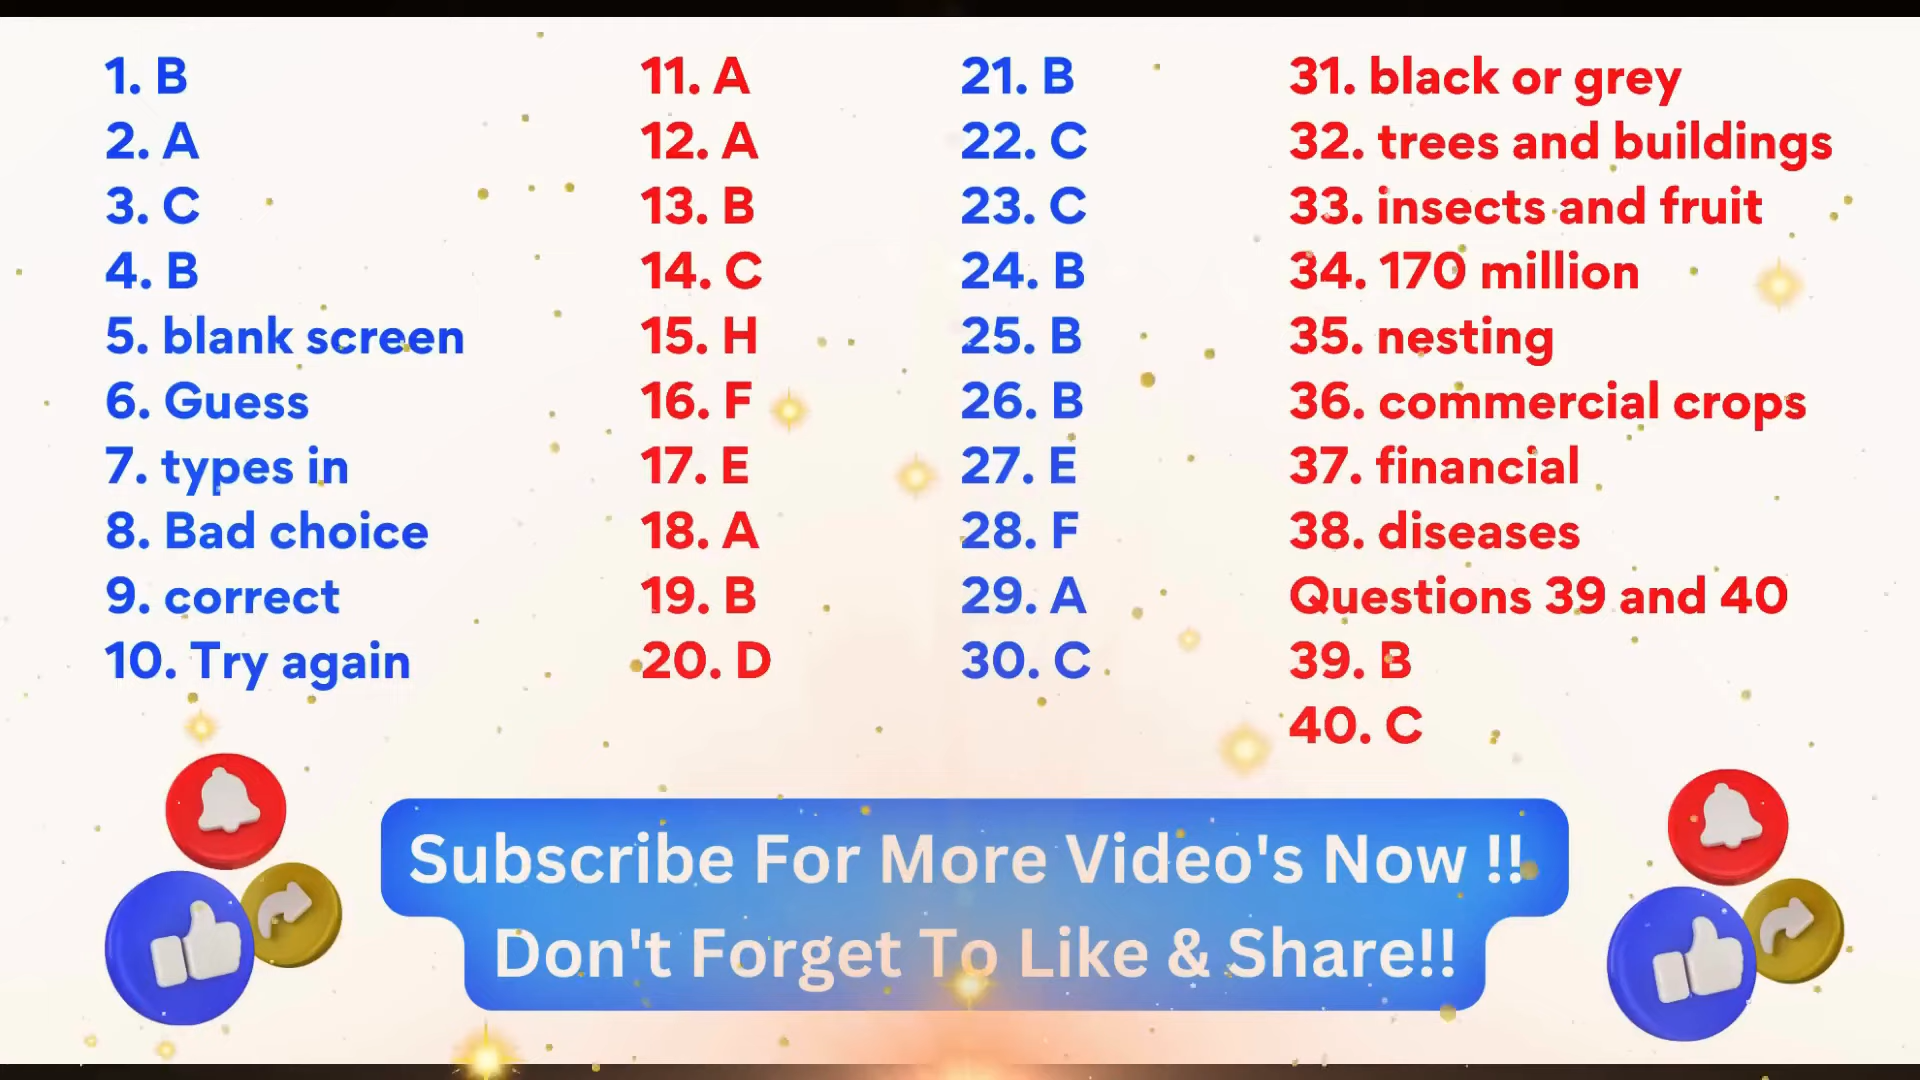 1. B
2. A
3. C
4. B
5. blank screen
6. Guess
7. types in
8. Bad choice
9. correct
10. Try again
11. A
12. A
13. B
14. C
15. H
16. F
17. E
18. A
19. B
20. D
21. B
22. C
23. C
24. B
25. B
26. B
27. E
28. F
29. A
30. C
31. black or grey
32. trees and buildings
33. insects and fruit
34. 170 million
35. nesting
36. commercial crops
37. financial
38. diseases
Questions 39 and 40
39. B
40. C
Subscribe For More Video's Now !!
Don't Forget To Like & Share!!